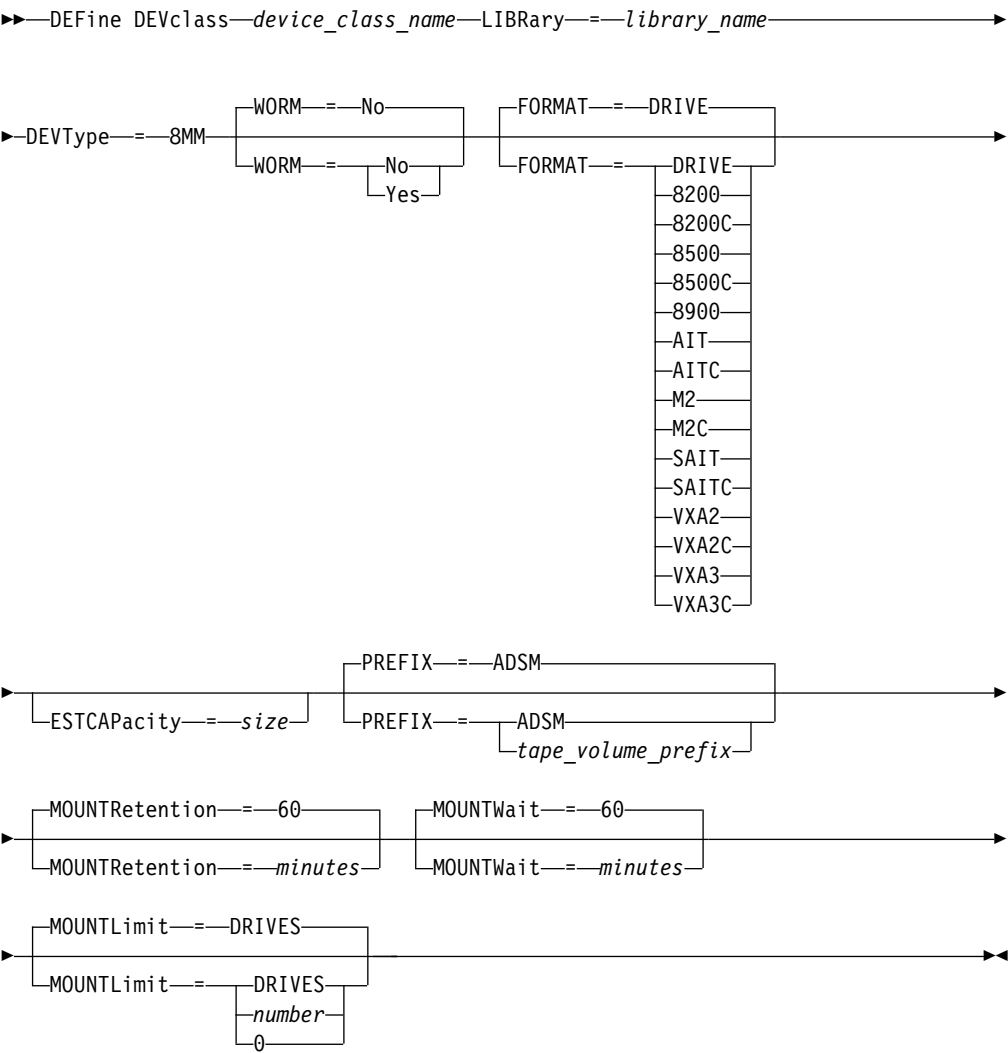 DEFine DEVclass device_class_name LIBRary = library_name
WORM = No FORMAT = DRIVE
DEVType = 8MM
WORM = No FORMAT = DRIVE
Yes 8200
8200C
8500
8500C
8900
AIT
AITC
M2
M2C
SAIT
SAITC
VXA2
VXA2C
VXA3
VXA3C
PREFIX = ADSM
ESTCAPacity = size PREFIX = ADSM
tape_volume_prefix
MOUNTRetention = 60 MOUNTWait = 60
MOUNTRetention = minutes MOUNTWait = minutes
MOUNTLimit = DRIVES
MOUNTLimit = DRIVES
number
0